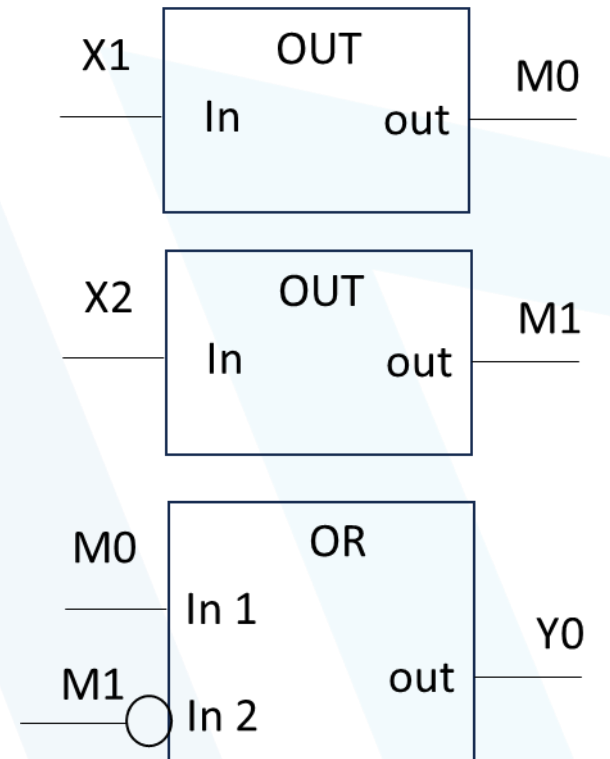 OUT
X1
M0
In out
OUT
X2
M1
In out
OR
M0
In 1
Y0
out
M1
In 2